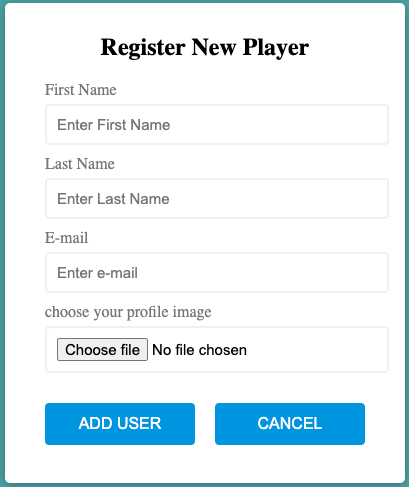 Register New Player
First Name
Enter First Name
Last Name
Enter Last Name
E-mail
Enter e-mail
choose your profile image
Choose file No file chosen
ADD USER CANCEL